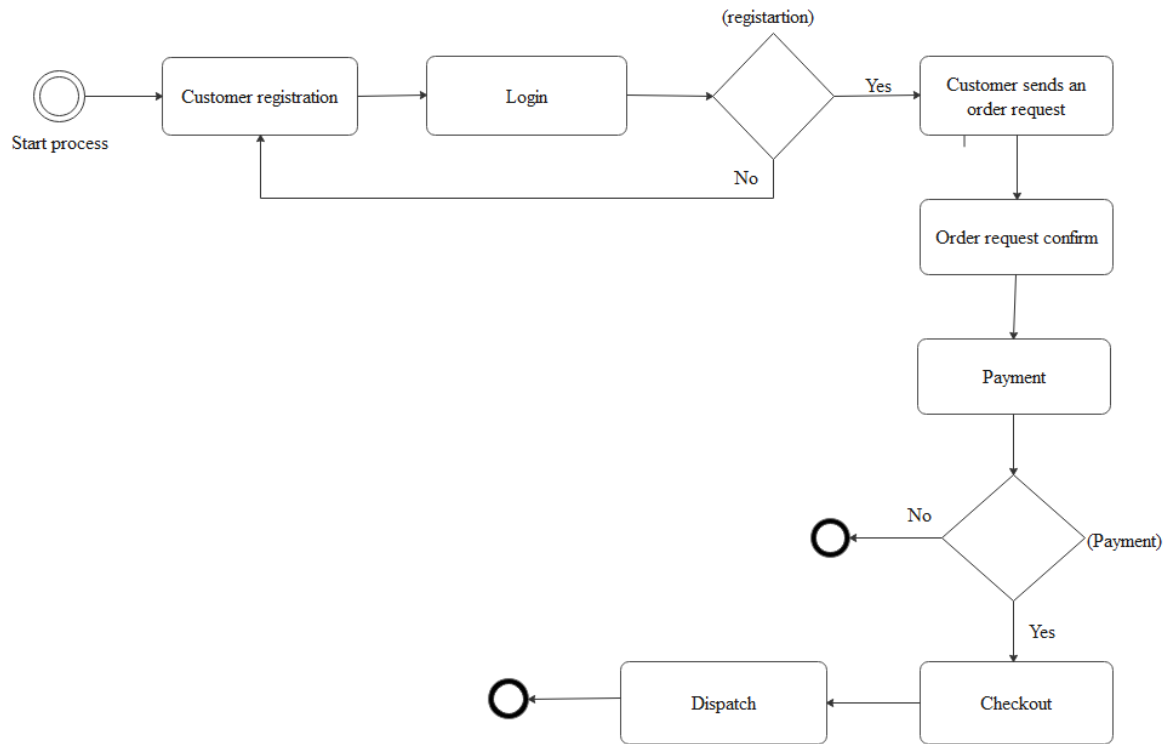 (registartion)
Start process
Customer registration
Login
Yes
Customer sends an
order request
No
Order request confirm
Payment
No
(Payment)
Yes
Dispatch
Checkout